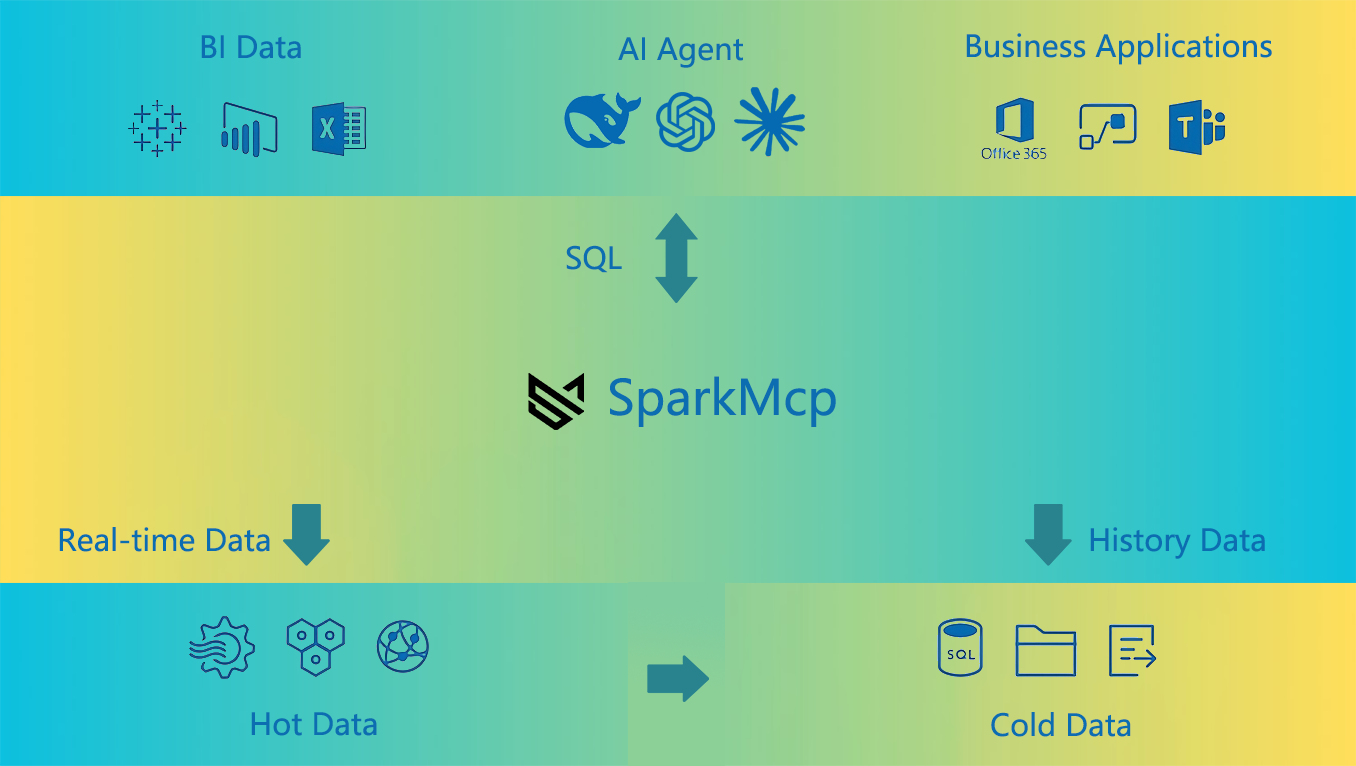 BI Data
AI Agent
Business Applications
X
Office 365
T
SQL
SparkMcp
Real-time Data
History Data
SQL
Hot Data
Cold Data